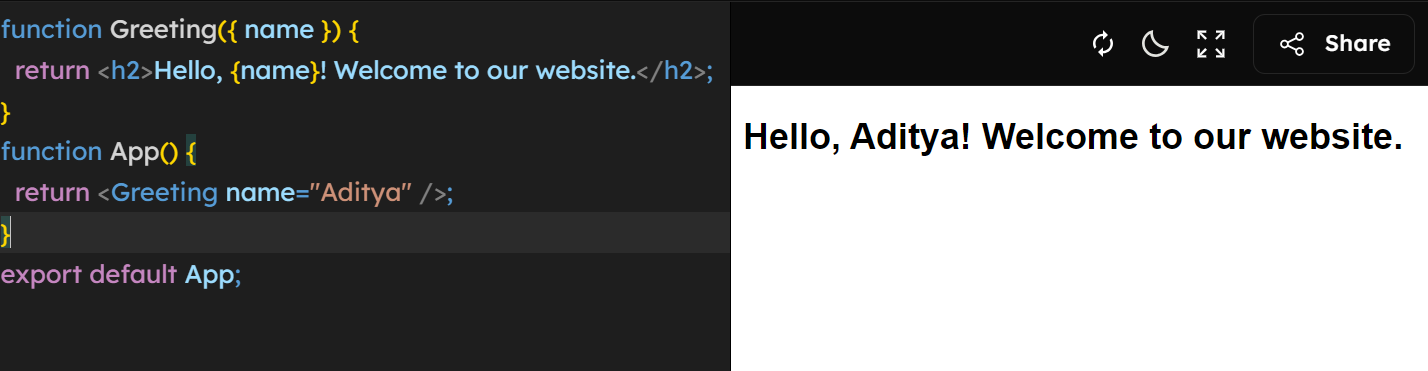 function Greeting({ name }) {
  return <h2>Hello, {name}! Welcome to our website.</h2>;
}
function App() {
  return <Greeting name="Aditya" />;
}
export default App;
Share
Hello, Aditya! Welcome to our website.